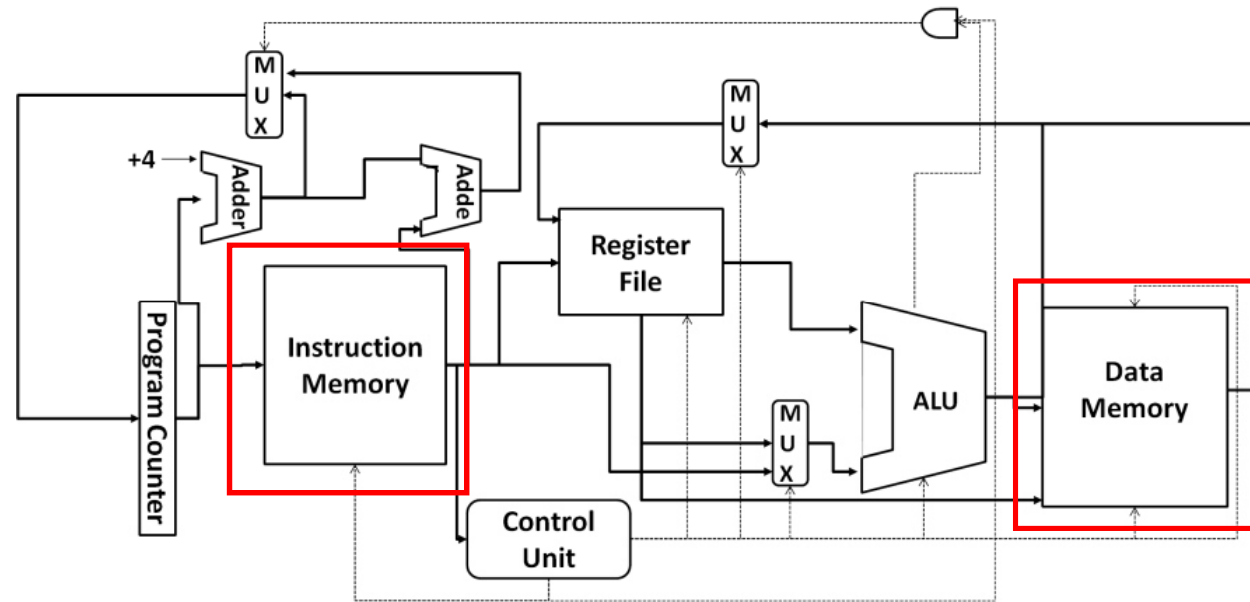 M
U
X
+4
Adder
Adde
M
U
X
Register
File
Program Counter
Instruction
Memory
M
U
X
ALU
Data
Memory
Control
Unit